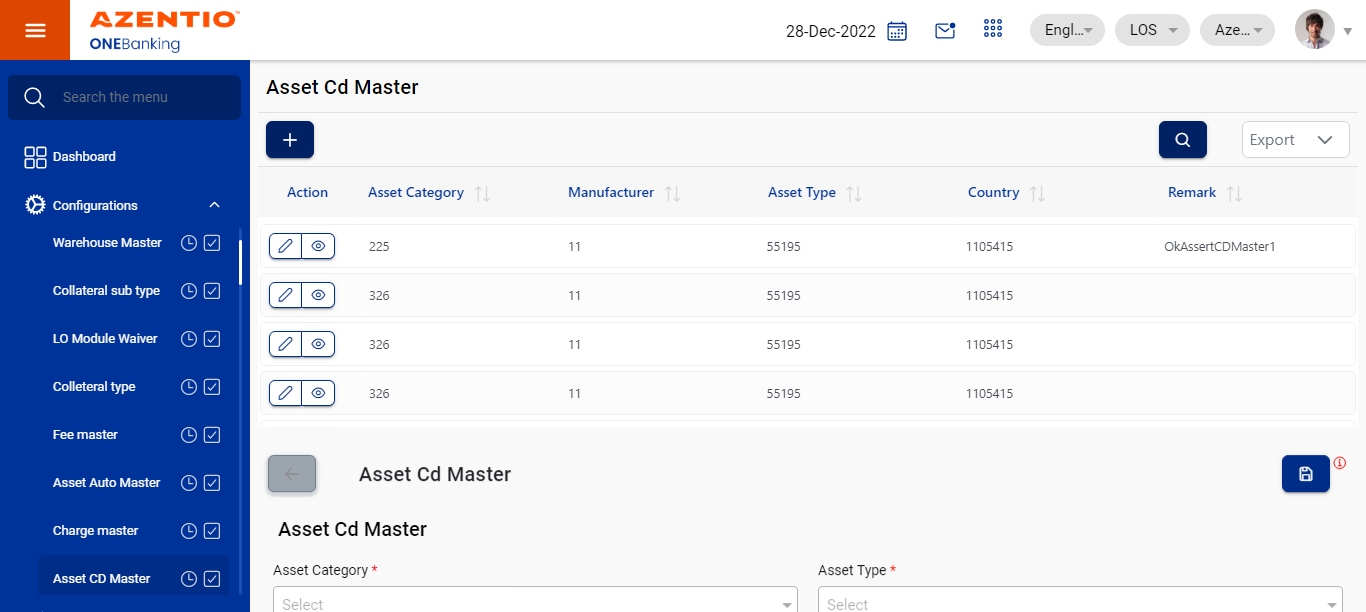 AZENTIO™
ONEBanking
28-Dec-2022
Engl...
LOS
Aze...
Search the menu
Dashboard
Configurations
Warehouse Master
Collateral sub type
LO Module Waiver
Colleteral type
Fee master
Asset Auto Master
Charge master
Asset CD Master
Asset Cd Master
Export
Action Asset Category Manufacturer Asset Type Country Remark
225 11 55195 1105415 OkAssertCDMaster1
326 11 55195 1105415
326 11 55195 1105415
326 11 55195 1105415
Asset Cd Master
Asset Cd Master
Asset Category * Asset Type *
Select Select